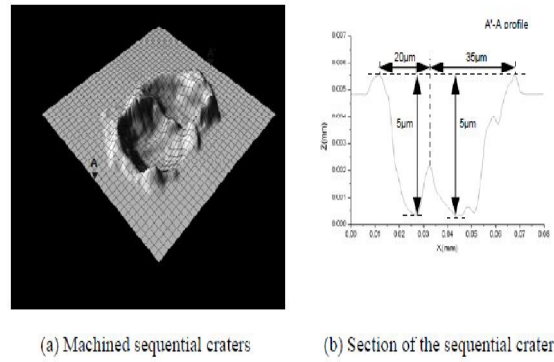 A'
A
A'-A profile
0.007
0.006
0.005
0.004
0.003
0.002
0.001
0.000
Z(mm)
20μm
35μm
5μm
5μm
0.00 0.01 0.02 0.03 0.04 0.05 0.06 0.07 0.08
X(mm)
(a) Machined sequential craters
(b) Section of the sequential crater